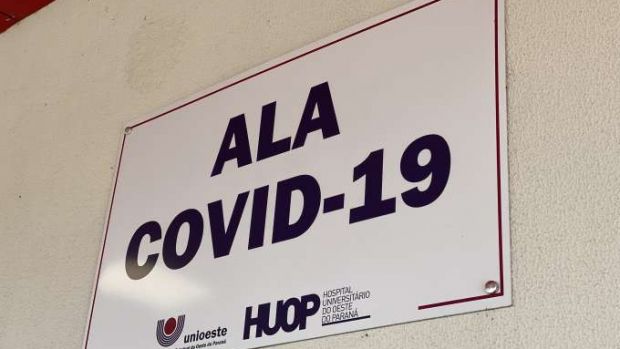 ALA
COVID-19
unioeste
HUOP
HOSPITAL
UNIVERSITÁRIO
DO OESTE
DO PARANÁ